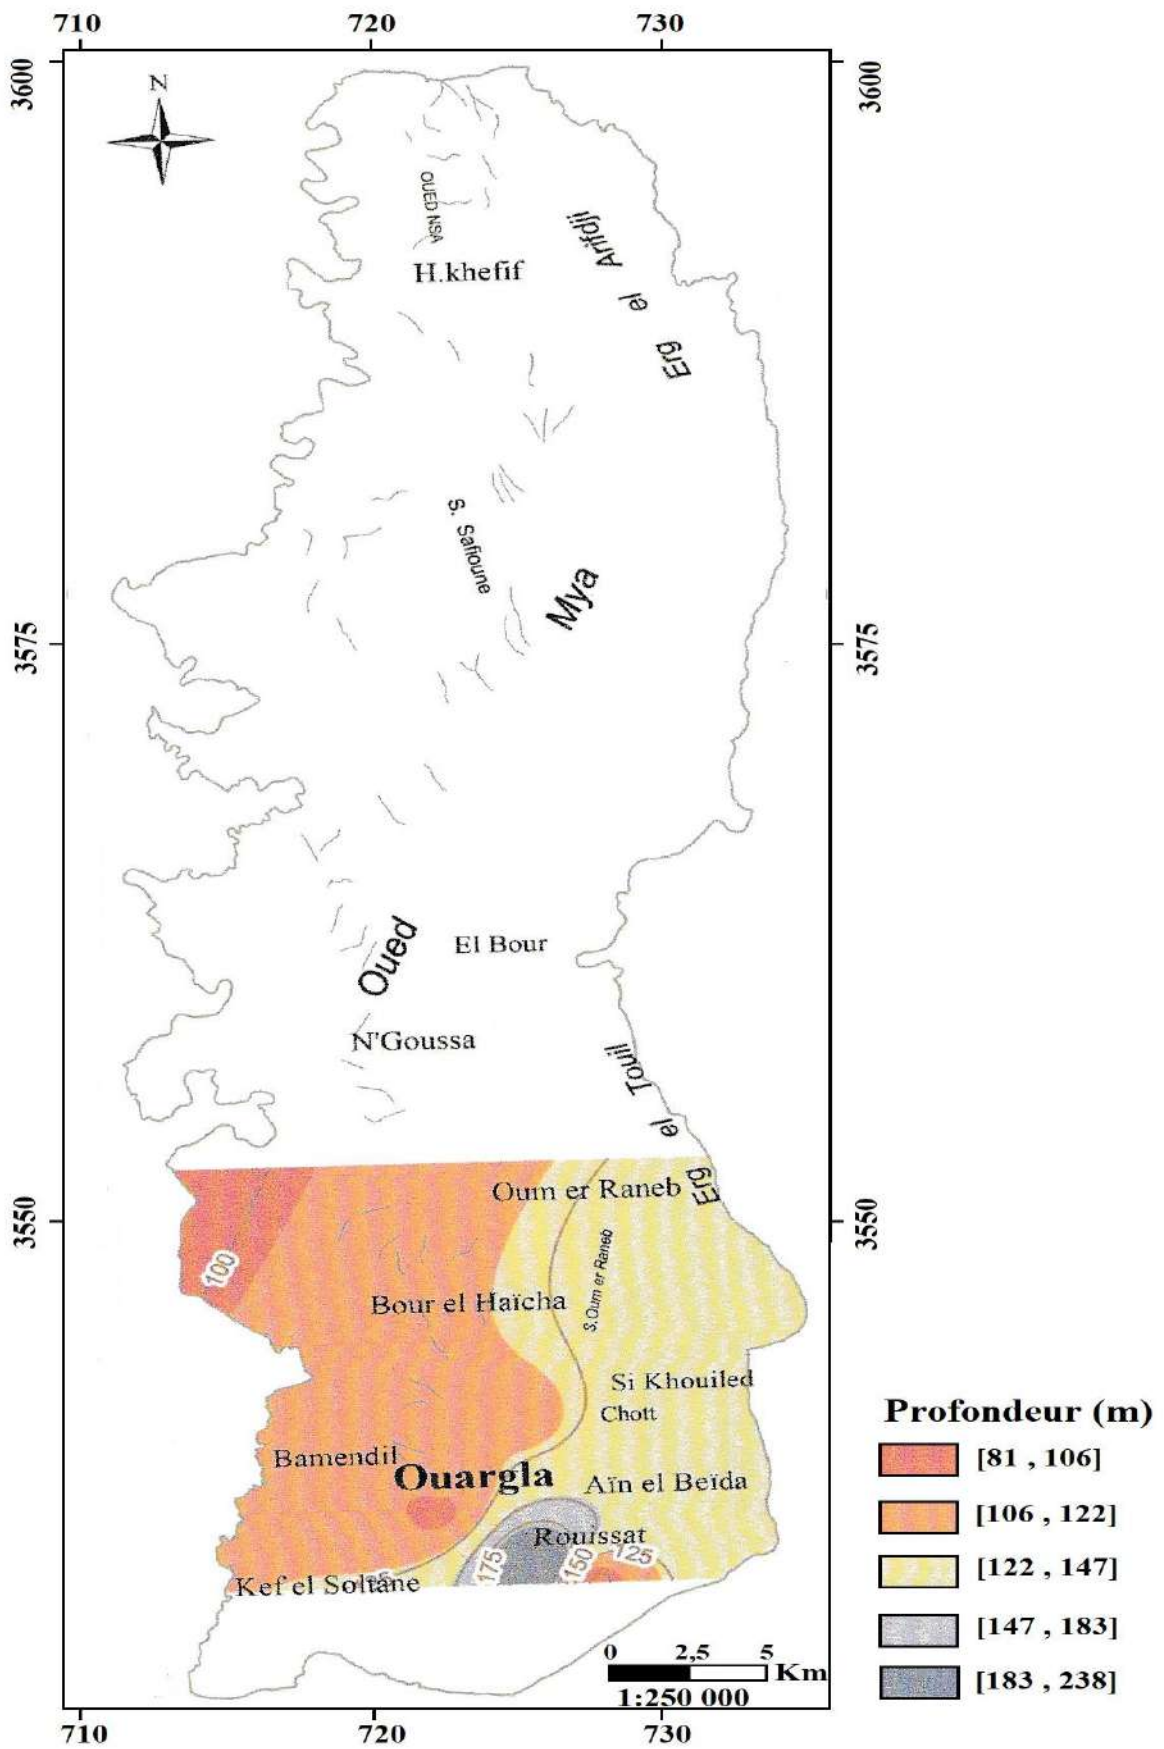 710 720 730
3600 3600
N
OUED NSA
Erg el Arifdji
H.khefif
S. Safioune
Mya
3575 3575
Oued
El Bour
N'Goussa
Erg el Touil
Oum er Raneb
3550 3550
S.Oum er Raneb
100
Bour el Haïcha
Si Khouiled
Chott
Bamendil
Ouargla
Aïn el Beïda
Rouissat
175
150
125
Kef el Soltane
Profondeur (m)
[81 , 106]
[106 , 122]
[122 , 147]
[147 , 183]
[183 , 238]
0 2,5 5
Km
1:250 000
710 720 730